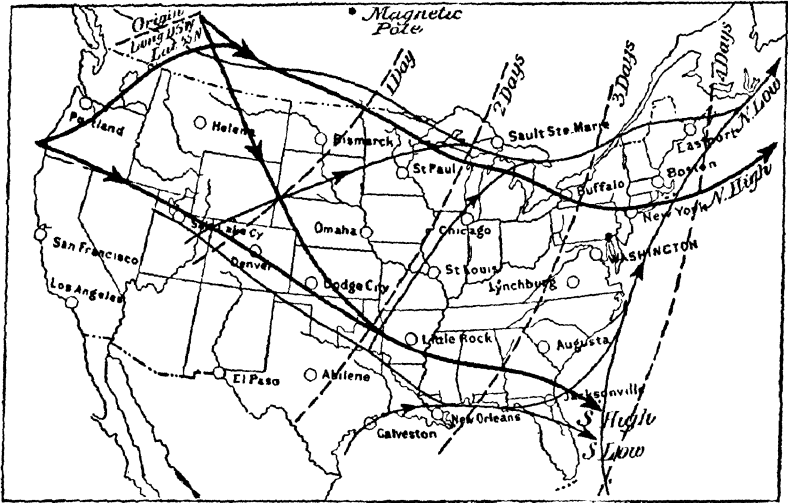 Magnetic
Pole
Origin
Long 115 W
Lat. 55 N
1 Day
2 Days
3 Days
4 Days
Portland
Helena
Bismarck
St Paul
Sault Ste. Marie
Eastport
N. Low
Boston
N. High
Buffalo
New York
WASHINGTON
San Francisco
Salt Lake Cy
Denver
Omaha
Chicago
Dodge City
St Louis
Lynchburg
Los Angeles
Little Rock
Augusta
El Paso
Abilene
Jacksonville
Galveston
New Orleans
S High
S Low